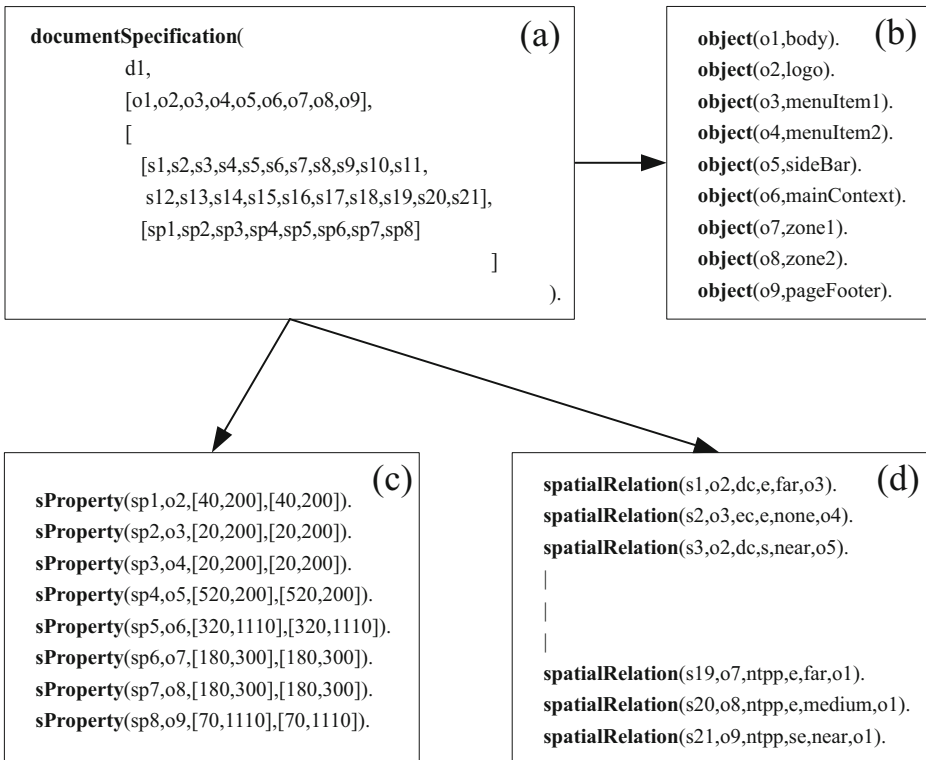 documentSpecification(
(a)
d1,
[o1,o2,o3,o4,o5,o6,o7,o8,o9],
[
[s1,s2,s3,s4,s5,s6,s7,s8,s9,s10,s11,
s12,s13,s14,s15,s16,s17,s18,s19,s20,s21],
[sp1,sp2,sp3,sp4,sp5,sp6,sp7,sp8]
]
).
(b)
object(o1,body).
object(o2,logo).
object(o3,menuItem1).
object(o4,menuItem2).
object(o5,sideBar).
object(o6,mainContext).
object(o7,zone1).
object(o8,zone2).
object(o9,pageFooter).
(c)
sProperty(sp1,o2,[40,200],[40,200]).
sProperty(sp2,o3,[20,200],[20,200]).
sProperty(sp3,o4,[20,200],[20,200]).
sProperty(sp4,o5,[520,200],[520,200]).
sProperty(sp5,o6,[320,1110],[320,1110]).
sProperty(sp6,o7,[180,300],[180,300]).
sProperty(sp7,o8,[180,300],[180,300]).
sProperty(sp8,o9,[70,1110],[70,1110]).
(d)
spatialRelation(s1,o2,dc,e,far,o3).
spatialRelation(s2,o3,ec,e,none,o4).
spatialRelation(s3,o2,dc,s,near,o5).
|
|
|
spatialRelation(s19,o7,ntpp,e,far,o1).
spatialRelation(s20,o8,ntpp,e,medium,o1).
spatialRelation(s21,o9,ntpp,se,near,o1).